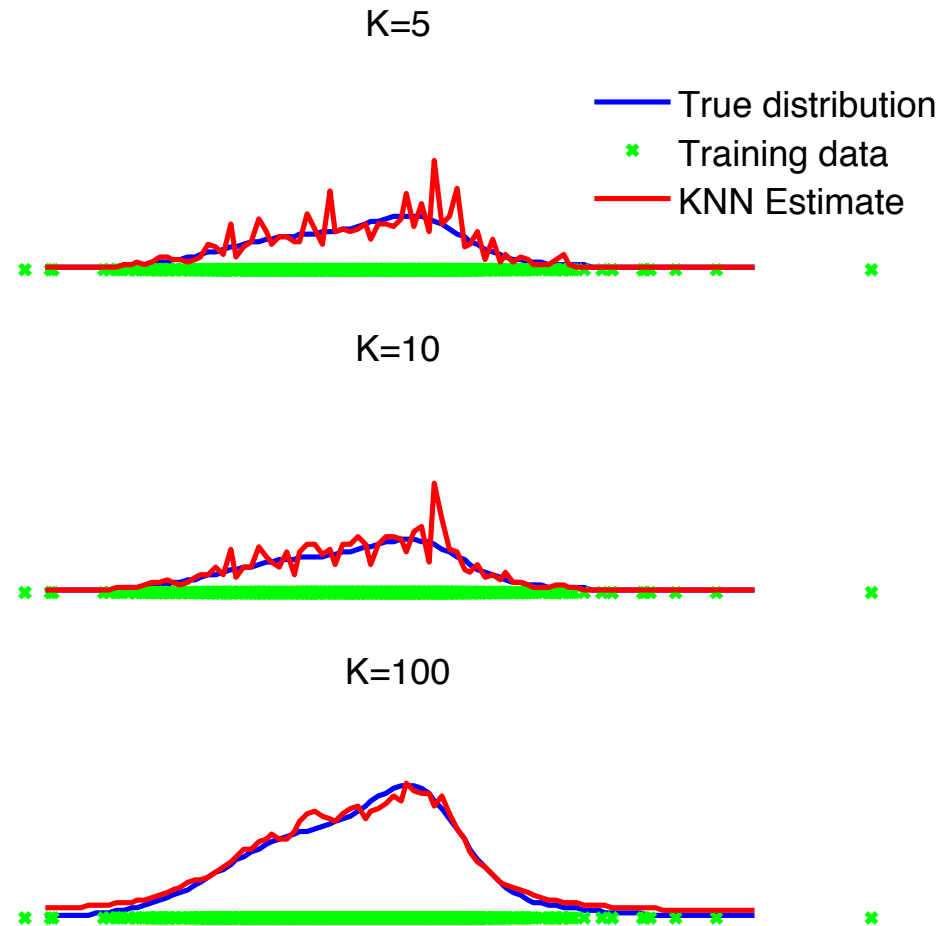 K=5
True distribution
Training data
KNN Estimate
K=10
K=100